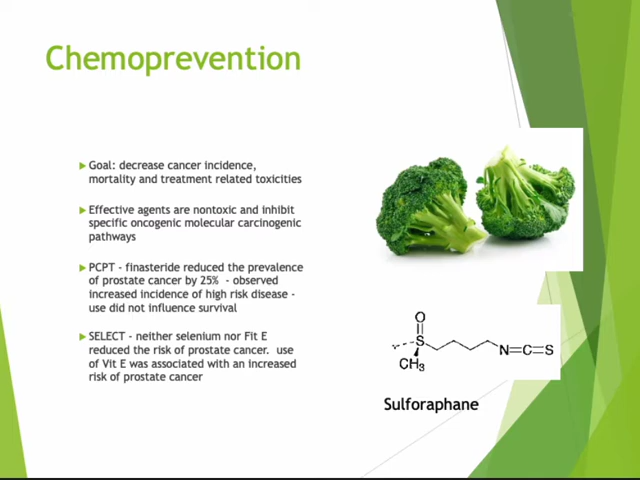 Chemoprevention
Goal: decrease cancer incidence,
mortality and treatment related toxicities
Effective agents are nontoxic and inhibit
specific oncogenic molecular carcinogenic
pathways
PCPT - finasteride reduced the prevalence
of prostate cancer by 25% - observed
increased incidence of high risk disease -
use did not influence survival
SELECT - neither selenium nor Fit E
reduced the risk of prostate cancer. use
of Vit E was associated with an increased
risk of prostate cancer
O
S
CH3
N=C=S
Sulforaphane